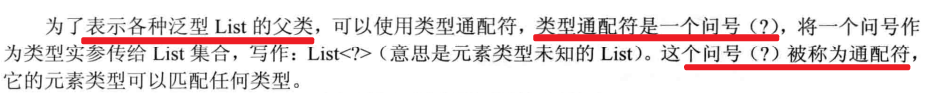 为了表示各种泛型 List 的父类，可以使用类型通配符，类型通配符是一个问号（?），将一个问号作
为类型实参传给 List 集合，写作：List<?>（意思是元素类型未知的 List）。这个问号（?）被称为通配符，
它的元素类型可以匹配任何类型。